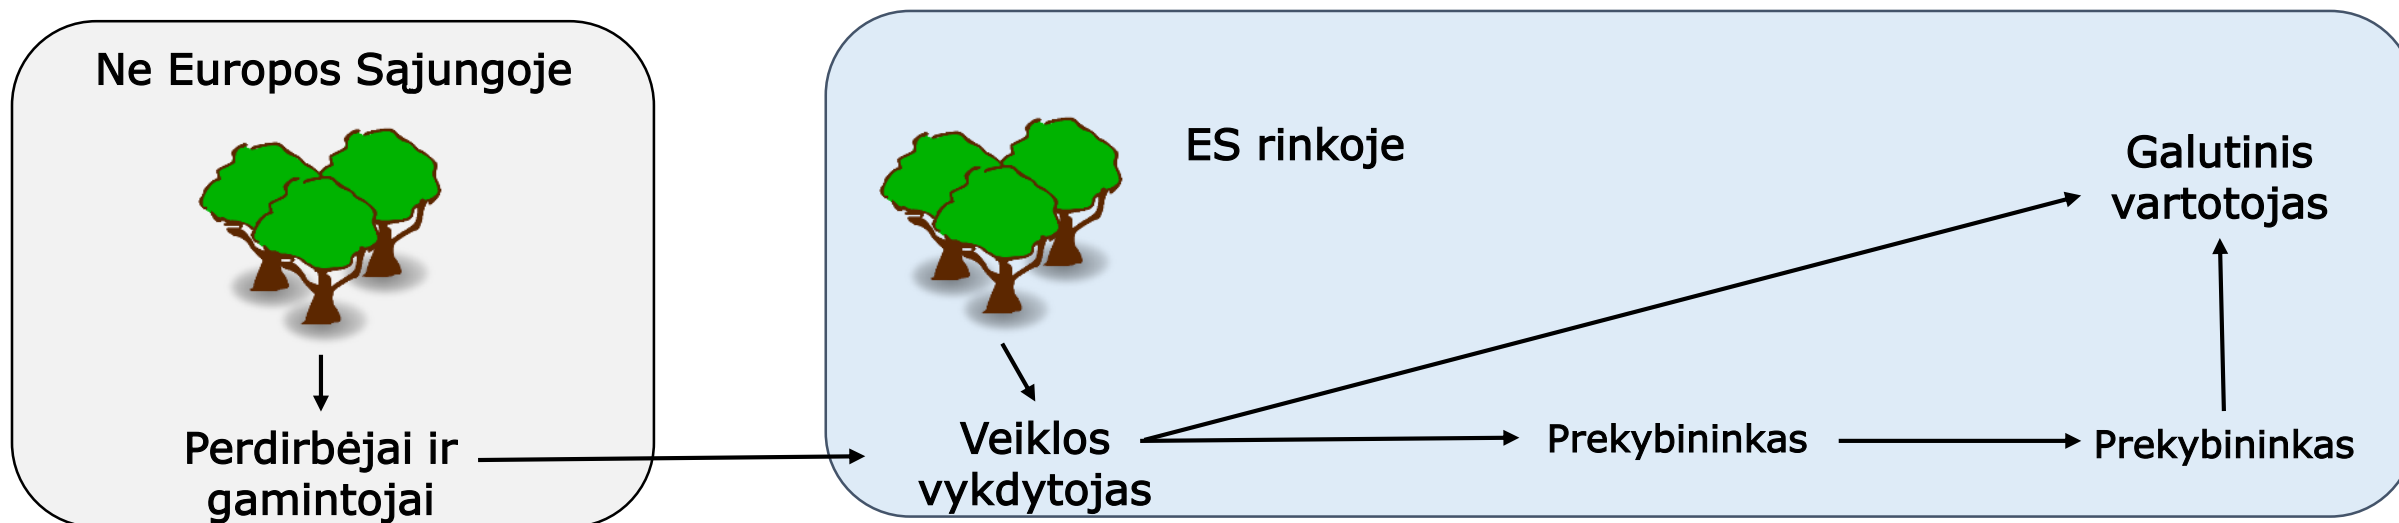 Ne Europos Sąjungoje
Perdirbėjai ir
gamintojai
ES rinkoje
Veiklos
vykdytojas
Prekybininkas
Prekybininkas
Galutinis
vartotojas